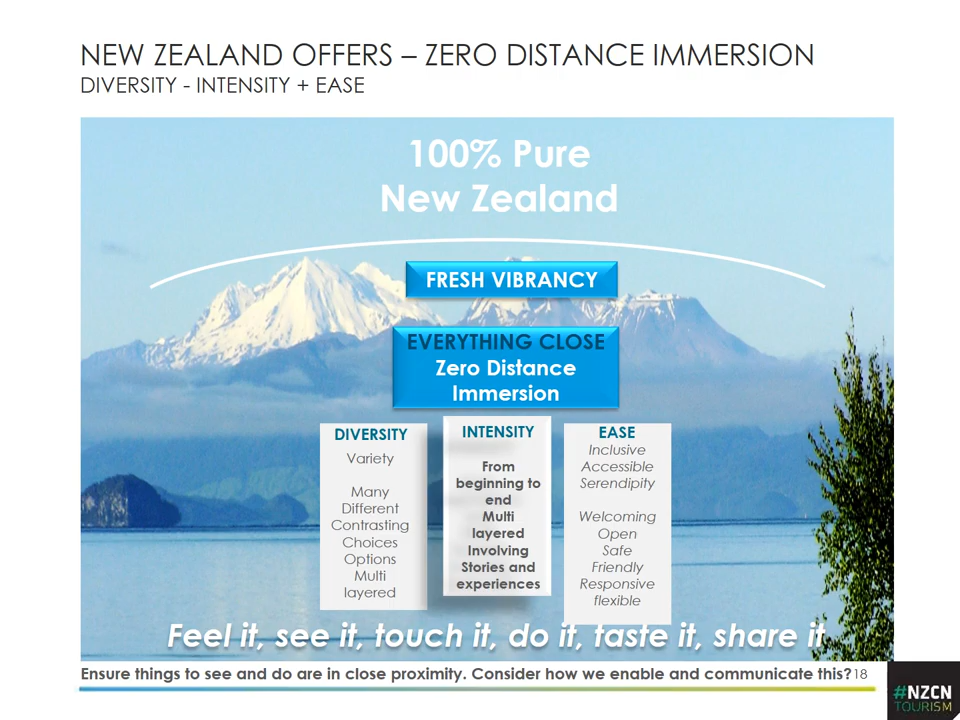 NEW ZEALAND OFFERS – ZERO DISTANCE IMMERSION
DIVERSITY - INTENSITY + EASE
100% Pure
New Zealand
FRESH VIBRANCY
EVERYTHING CLOSE
Zero Distance
Immersion
DIVERSITY
Variety
Many
Different
Contrasting
Choices
Options
Multi
layered
INTENSITY
From
beginning to
end
Multi
layered
Involving
Stories and
experiences
EASE
Inclusive
Accessible
Serendipity
Welcoming
Open
Safe
Friendly
Responsive
flexible
Feel it, see it, touch it, do it, taste it, share it
Ensure things to see and do are in close proximity. Consider how we enable and communicate this?
18
#NZCN
TOURISM